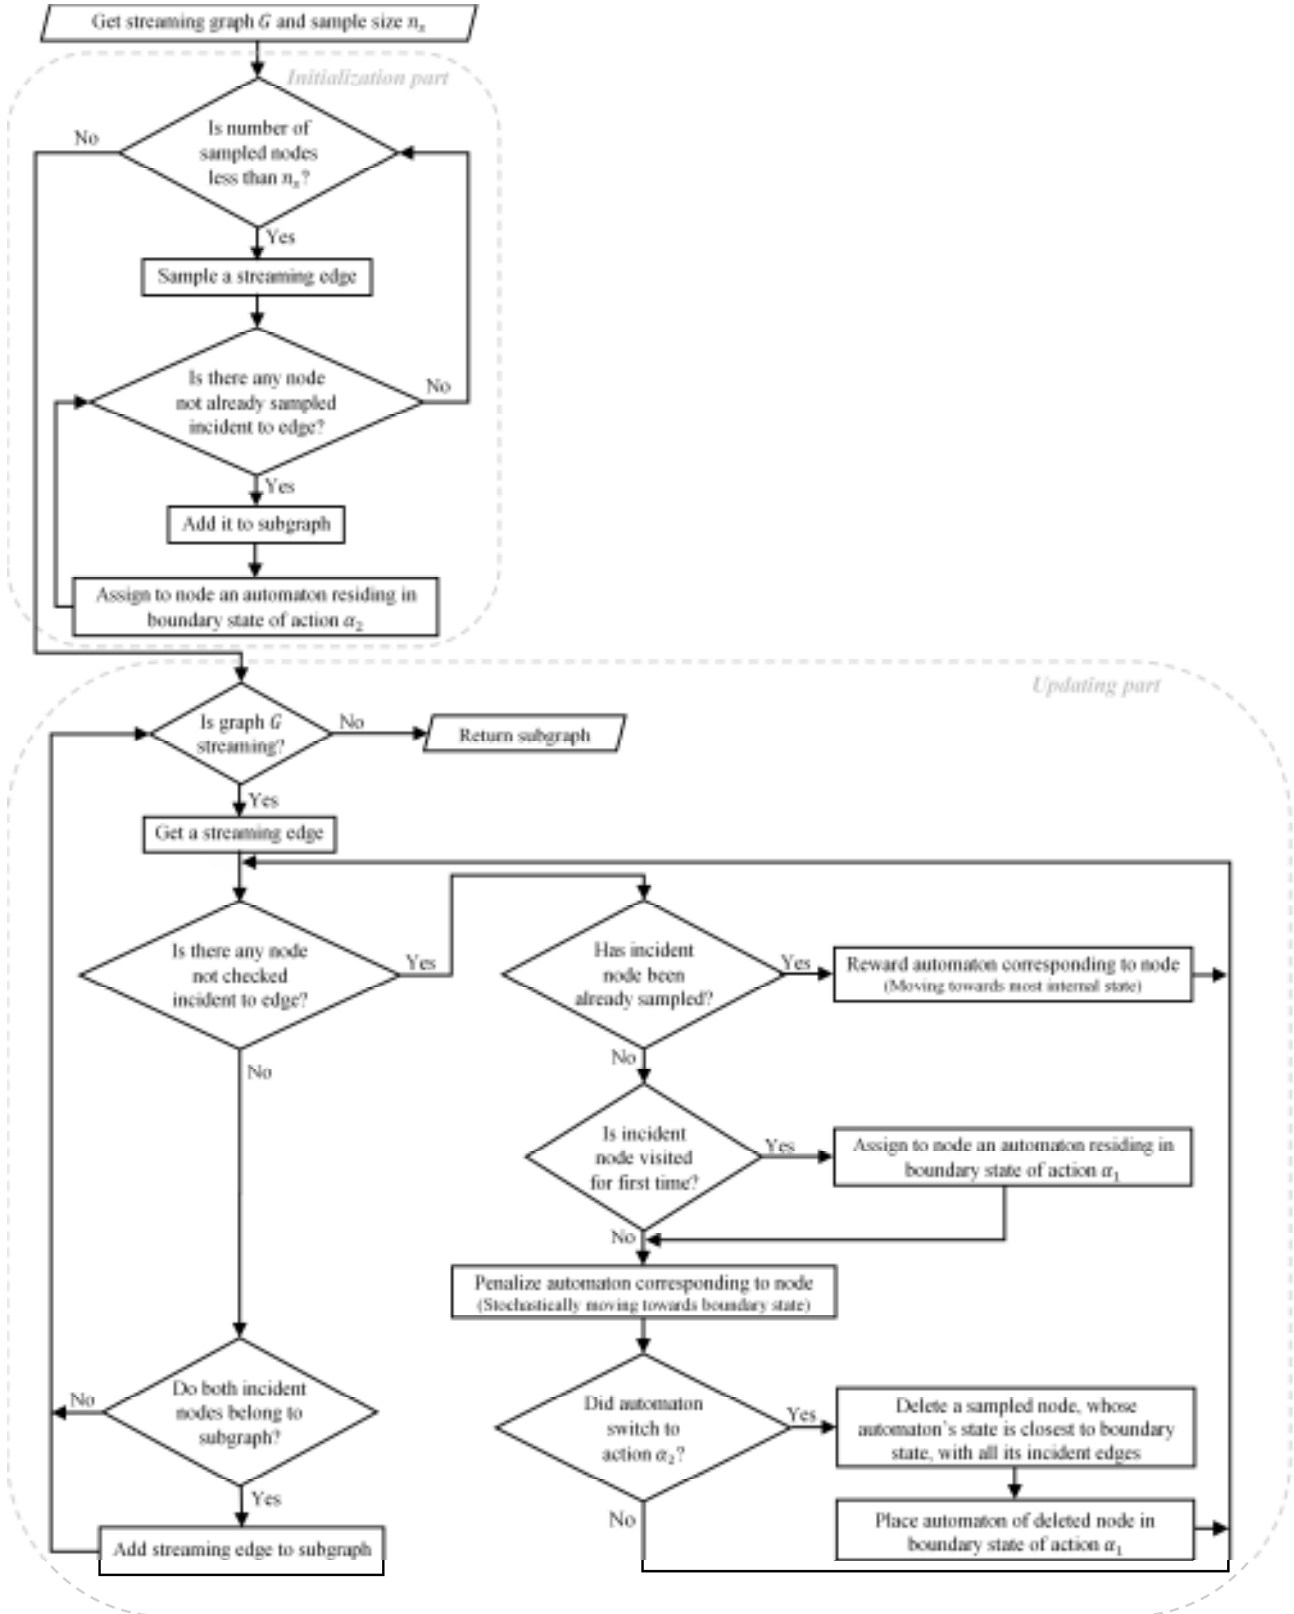 Get streaming graph G and sample size nₛ
Initialization part
Is number of
sampled nodes
less than nₛ?
No
Yes
Sample a streaming edge
Is there any node
not already sampled
incident to edge?
No
Yes
Add it to subgraph
Assign to node an automaton residing in
boundary state of action α₂
Updating part
Is graph G
streaming?
No
Return subgraph
Yes
Get a streaming edge
Is there any node
not checked
incident to edge?
Yes
Has incident
node been
already sampled?
Yes
Reward automaton corresponding to node
(Moving towards most internal state)
No
No
Is incident
node visited
for first time?
Yes
Assign to node an automaton residing in
boundary state of action α₁
No
Penalize automaton corresponding to node
(Stochastically moving towards boundary state)
Do both incident
nodes belong to
subgraph?
No
Did automaton
switch to
action α₂?
Yes
Delete a sampled node, whose
automaton's state is closest to boundary
state, with all its incident edges
Yes
No
Place automaton of deleted node in
boundary state of action α₁
Add streaming edge to subgraph